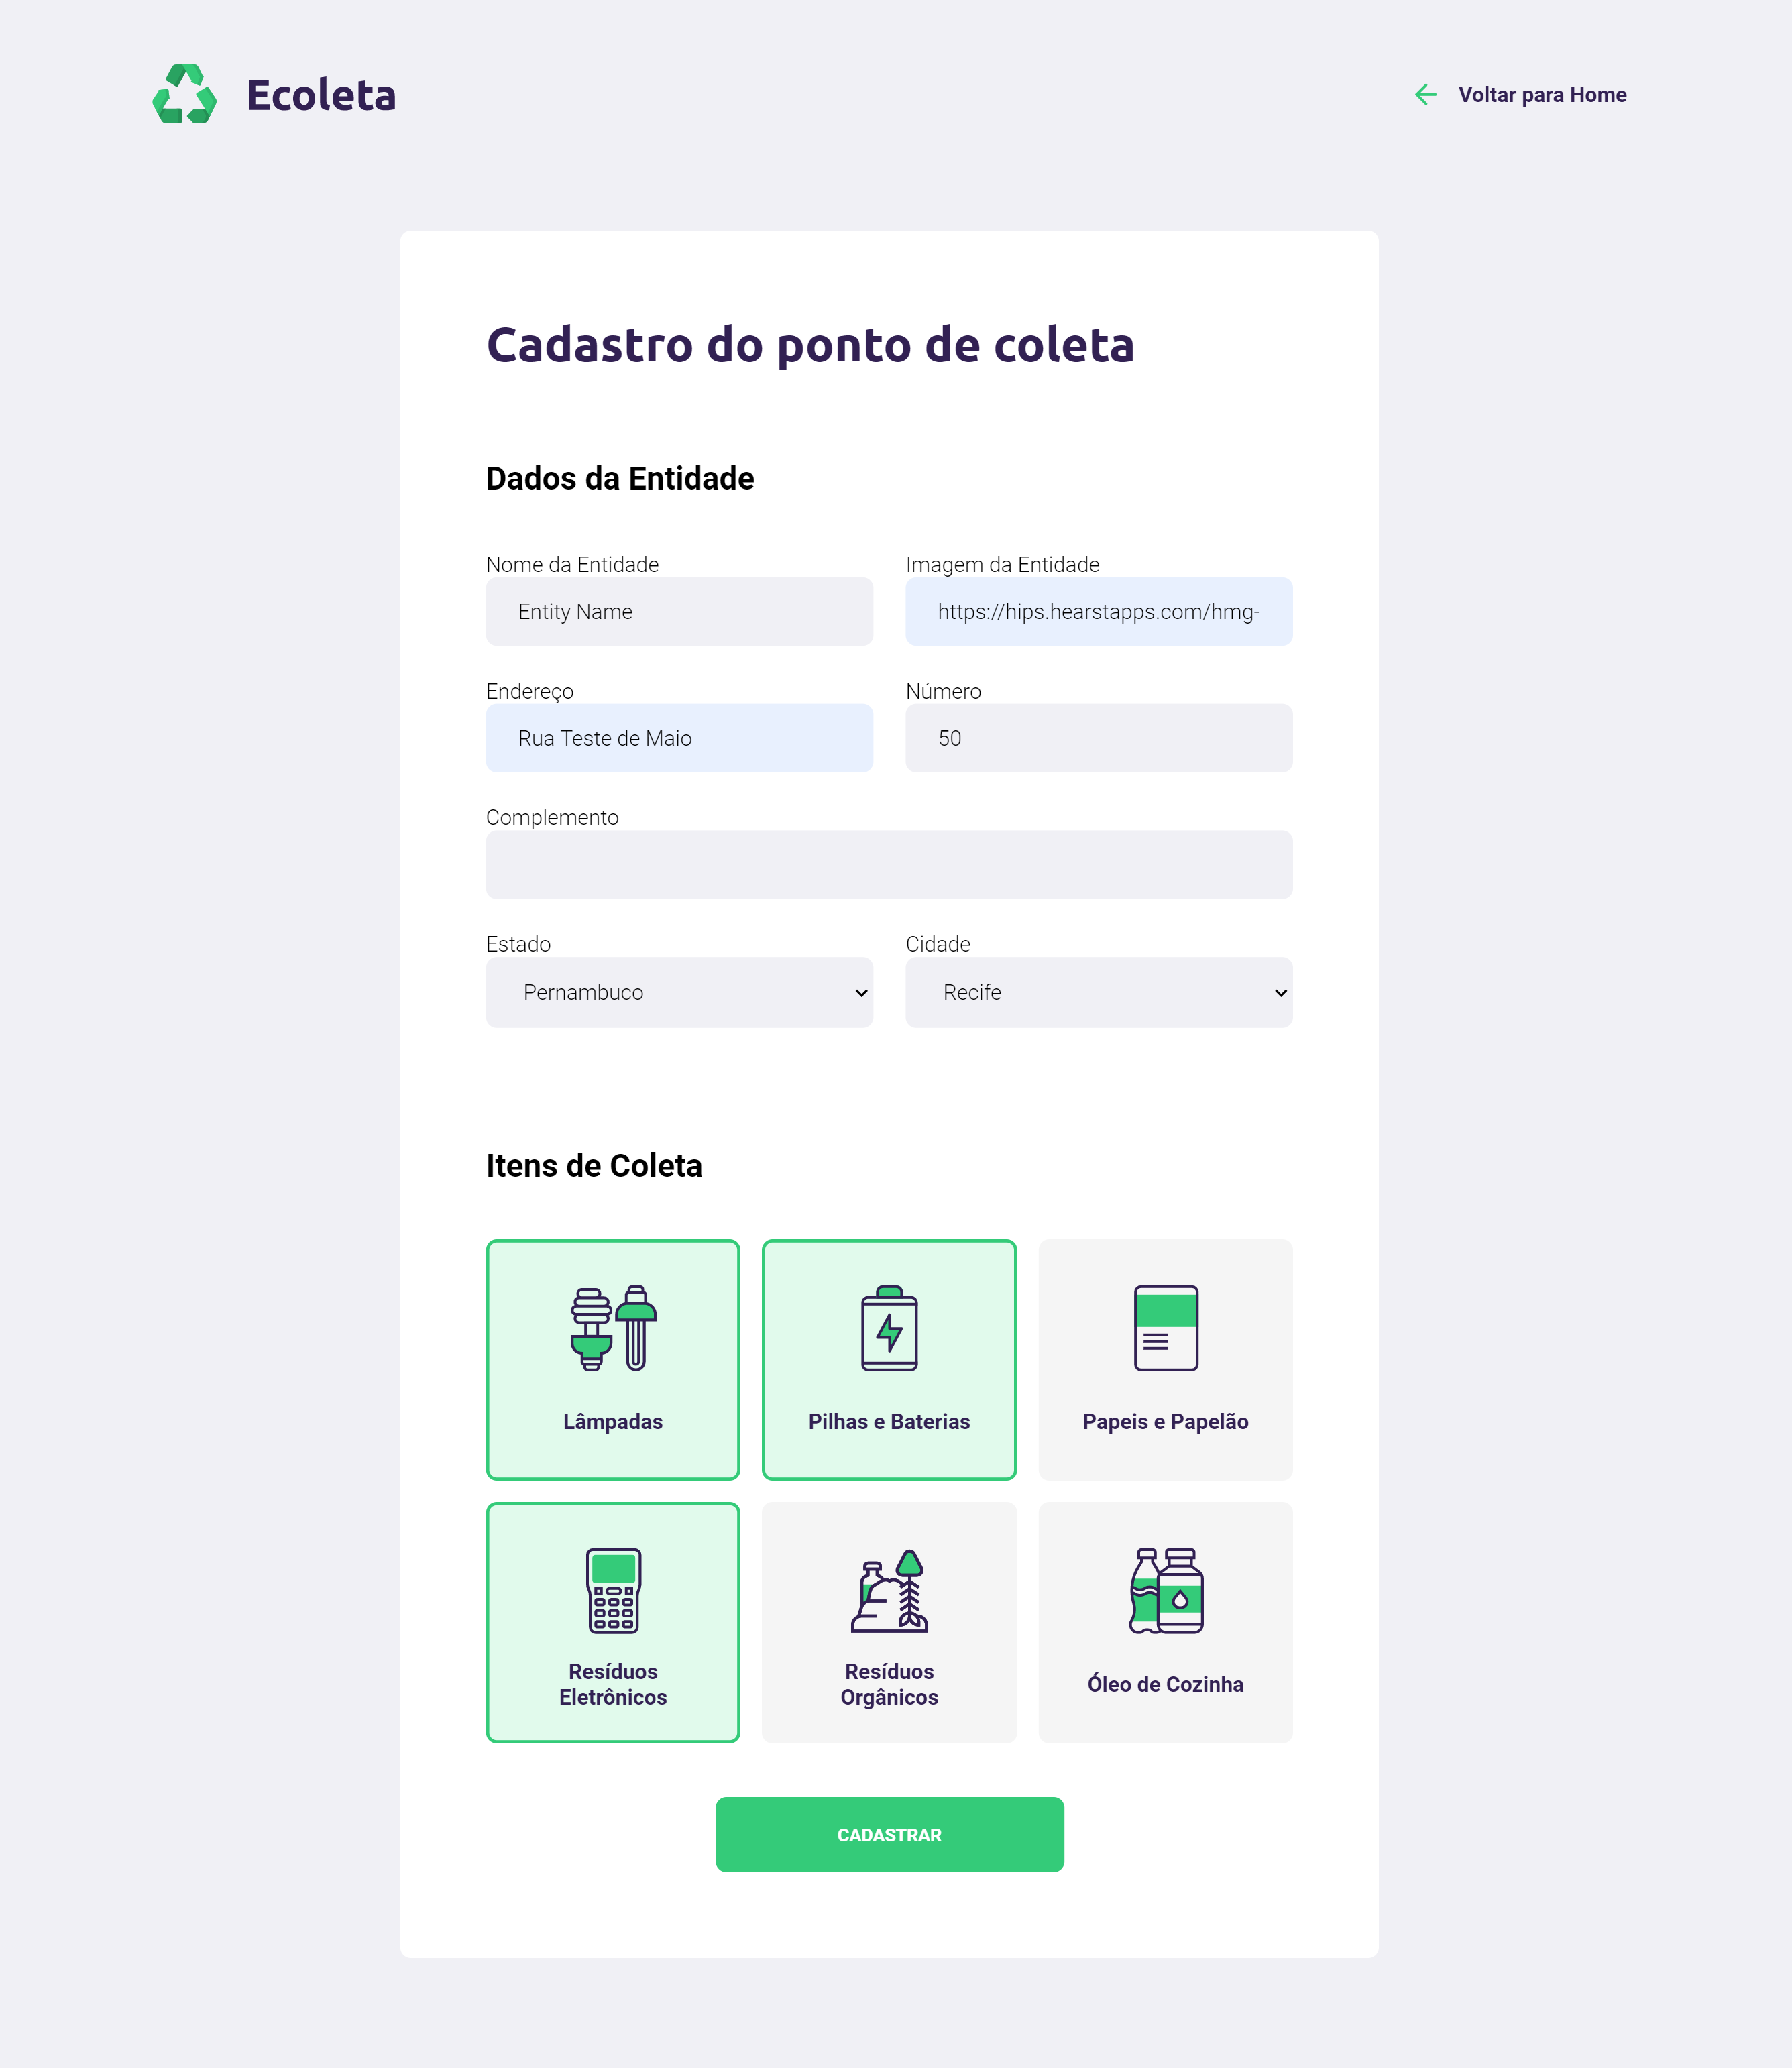 Ecoleta
Voltar para Home
Cadastro do ponto de coleta
Dados da Entidade
Nome da Entidade
Imagem da Entidade
Entity Name
https://hips.hearstapps.com/hmg-
Endereço
Número
Rua Teste de Maio
50
Complemento
Estado
Cidade
Pernambuco
Recife
Itens de Coleta
Lâmpadas
Pilhas e Baterias
Papeis e Papelão
Resíduos
Eletrônicos
Resíduos
Orgânicos
Óleo de Cozinha
CADASTRAR